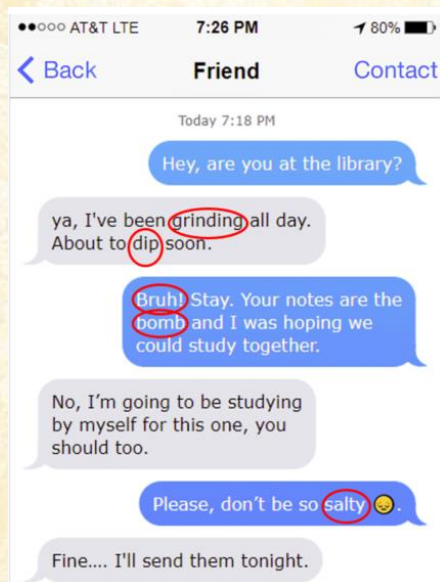 AT&T LTE 7:26 PM 80%
Back Friend Contact
Today 7:18 PM
Hey, are you at the library?
ya, I've been grinding all day.
About to dip soon.
Bruh! Stay. Your notes are the
bomb and I was hoping we
could study together.
No, I'm going to be studying
by myself for this one, you
should too.
Please, don't be so salty 😔.
Fine.... I'll send them tonight.